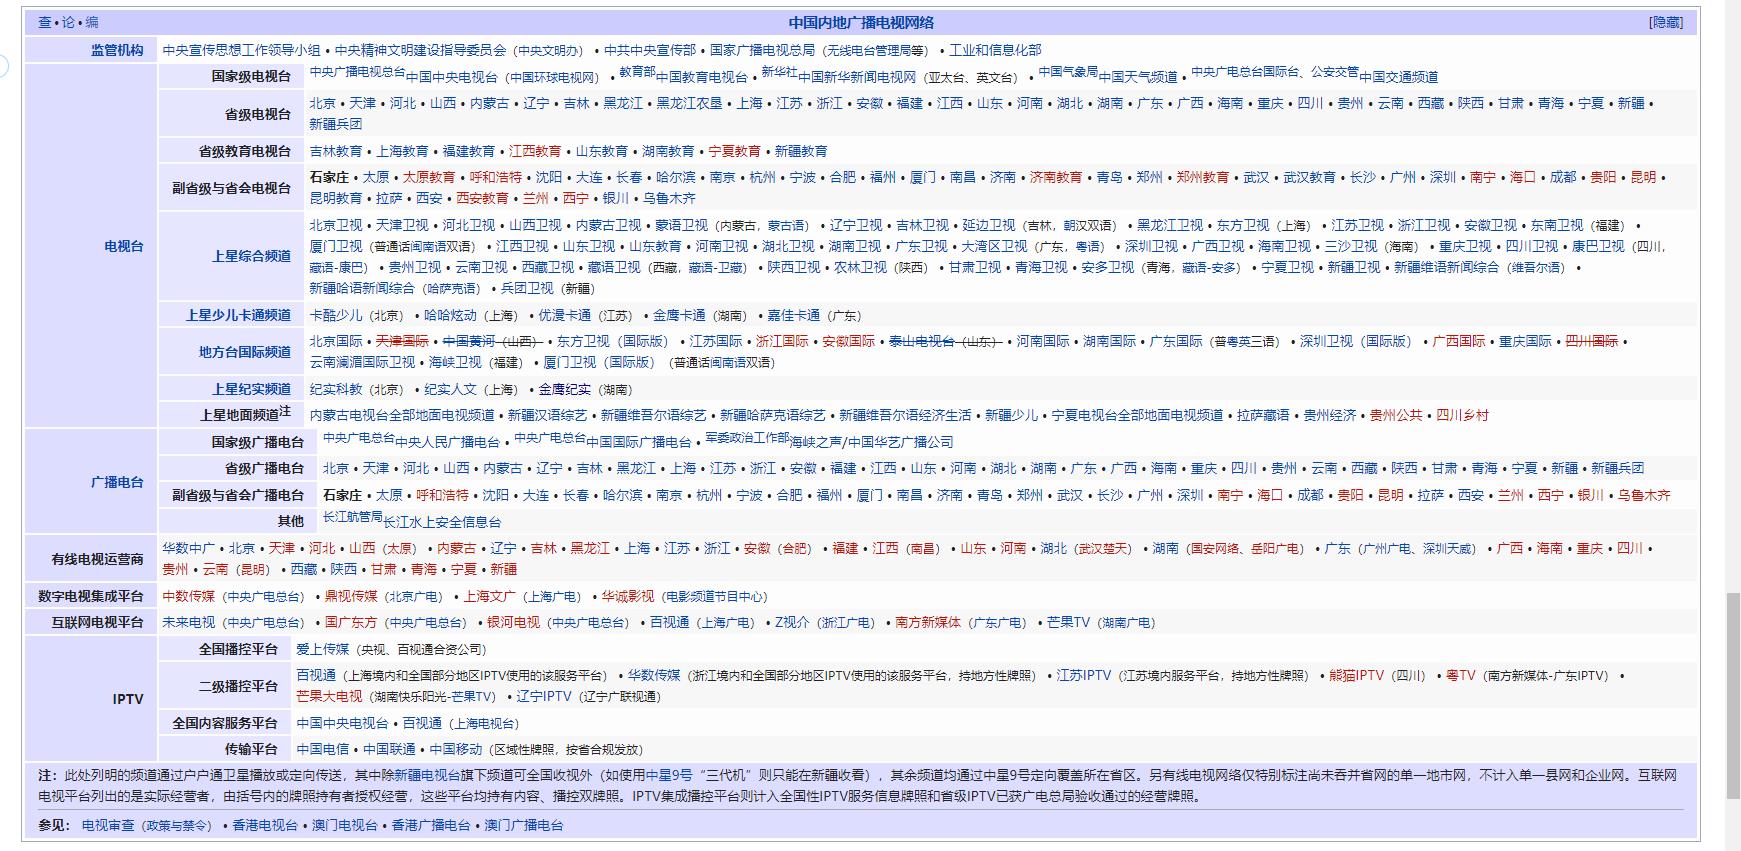 查 • 论 • 编
中国内地广播电视网络
[隐藏]
监管机构
中央宣传思想工作领导小组 • 中央精神文明建设指导委员会（中央文明办） • 中共中央宣传部 • 国家广播电视总局（无线电台管理局等） • 工业和信息化部
电视台
国家级电视台
中央广播电视总台中国中央电视台（中国环球电视网） • 教育部中国教育电视台 • 新华社中国新华新闻电视网（亚太台、英文台） • 中国气象局中国天气频道 • 中央广电总台国际台、公安交管中国交通频道
省级电视台
北京 • 天津 • 河北 • 山西 • 内蒙古 • 辽宁 • 吉林 • 黑龙江 • 黑龙江农垦 • 上海 • 江苏 • 浙江 • 安徽 • 福建 • 江西 • 山东 • 河南 • 湖北 • 湖南 • 广东 • 广西 • 海南 • 重庆 • 四川 • 贵州 • 云南 • 西藏 • 陕西 • 甘肃 • 青海 • 宁夏 • 新疆 •
新疆兵团
省级教育电视台
吉林教育 • 上海教育 • 福建教育 • 江西教育 • 山东教育 • 湖南教育 • 宁夏教育 • 新疆教育
副省级与省会电视台
石家庄 • 太原 • 太原教育 • 呼和浩特 • 沈阳 • 大连 • 长春 • 哈尔滨 • 南京 • 杭州 • 宁波 • 合肥 • 福州 • 厦门 • 南昌 • 济南 • 济南教育 • 青岛 • 郑州 • 郑州教育 • 武汉 • 武汉教育 • 长沙 • 广州 • 深圳 • 南宁 • 海口 • 成都 • 贵阳 • 昆明 •
昆明教育 • 拉萨 • 西安 • 西安教育 • 兰州 • 西宁 • 银川 • 乌鲁木齐
上星综合频道
北京卫视 • 天津卫视 • 河北卫视 • 山西卫视 • 内蒙古卫视 • 蒙语卫视（内蒙古，蒙古语） • 辽宁卫视 • 吉林卫视 • 延边卫视（吉林，朝汉双语） • 黑龙江卫视 • 东方卫视（上海） • 江苏卫视 • 浙江卫视 • 安徽卫视 • 东南卫视（福建） •
厦门卫视（普通话闽南语双语） • 江西卫视 • 山东卫视 • 山东教育 • 河南卫视 • 湖北卫视 • 湖南卫视 • 广东卫视 • 大湾区卫视（广东，粤语） • 深圳卫视 • 广西卫视 • 海南卫视 • 三沙卫视（海南） • 重庆卫视 • 四川卫视 • 康巴卫视（四川，
藏语-康巴） • 贵州卫视 • 云南卫视 • 西藏卫视 • 藏语卫视（西藏，藏语-卫藏） • 陕西卫视 • 农林卫视（陕西） • 甘肃卫视 • 青海卫视 • 安多卫视（青海，藏语-安多） • 宁夏卫视 • 新疆卫视 • 新疆维语新闻综合（维吾尔语） •
新疆哈语新闻综合（哈萨克语） • 兵团卫视（新疆）
上星少儿卡通频道
卡酷少儿（北京） • 哈哈炫动（上海） • 优漫卡通（江苏） • 金鹰卡通（湖南） • 嘉佳卡通（广东）
地方台国际频道
北京国际 • 天津国际 • 中国黄河（山西） • 东方卫视（国际版） • 江苏国际 • 浙江国际 • 安徽国际 • 泰山电视台（山东） • 河南国际 • 湖南国际 • 广东国际（普粤英三语） • 深圳卫视（国际版） • 广西国际 • 重庆国际 • 四川国际 •
云南澜湄国际卫视 • 海峡卫视（福建） • 厦门卫视（国际版）（普通话闽南语双语）
上星纪实频道
纪实科教（北京） • 纪实人文（上海） • 金鹰纪实（湖南）
上星地面频道注
内蒙古电视台全部地面电视频道 • 新疆汉语综艺 • 新疆维吾尔语综艺 • 新疆哈萨克语综艺 • 新疆维吾尔语经济生活 • 新疆少儿 • 宁夏电视台全部地面电视频道 • 拉萨藏语 • 贵州经济 • 贵州公共 • 四川乡村
广播电台
国家级广播电台
中央广电总台中央人民广播电台 • 中央广电总台中国国际广播电台 • 军委政治工作部海峡之声/中国华艺广播公司
省级广播电台
北京 • 天津 • 河北 • 山西 • 内蒙古 • 辽宁 • 吉林 • 黑龙江 • 上海 • 江苏 • 浙江 • 安徽 • 福建 • 江西 • 山东 • 河南 • 湖北 • 湖南 • 广东 • 广西 • 海南 • 重庆 • 四川 • 贵州 • 云南 • 西藏 • 陕西 • 甘肃 • 青海 • 宁夏 • 新疆 • 新疆兵团
副省级与省会广播电台
石家庄 • 太原 • 呼和浩特 • 沈阳 • 大连 • 长春 • 哈尔滨 • 南京 • 杭州 • 宁波 • 合肥 • 福州 • 厦门 • 南昌 • 济南 • 青岛 • 郑州 • 武汉 • 长沙 • 广州 • 深圳 • 南宁 • 海口 • 成都 • 贵阳 • 昆明 • 拉萨 • 西安 • 兰州 • 西宁 • 银川 • 乌鲁木齐
其他
长江航管局长江水上安全信息台
有线电视运营商
华数中广 • 北京 • 天津 • 河北 • 山西（太原） • 内蒙古 • 辽宁 • 吉林 • 黑龙江 • 上海 • 江苏 • 浙江 • 安徽（合肥） • 福建 • 江西（南昌） • 山东 • 河南 • 湖北（武汉楚天） • 湖南（国安网络、岳阳广电） • 广东（广州广电、深圳天威） • 广西 • 海南 • 重庆 • 四川 •
贵州 • 云南（昆明） • 西藏 • 陕西 • 甘肃 • 青海 • 宁夏 • 新疆
数字电视集成平台
中数传媒（中央广电总台） • 鼎视传媒（北京广电） • 上海文广（上海广电） • 华诚影视（电影频道节目中心）
互联网电视平台
未来电视（中央广电总台） • 国广东方（中央广电总台） • 银河电视（中央广电总台） • 百视通（上海广电） • Z视介（浙江广电） • 南方新媒体（广东广电） • 芒果TV（湖南广电）
IPTV
全国播控平台
爱上传媒（央视、百视通合资公司）
二级播控平台
百视通（上海境内和全国部分地区IPTV使用的该服务平台） • 华数传媒（浙江境内和全国部分地区IPTV使用的该服务平台，持地方性牌照） • 江苏IPTV（江苏境内服务平台，持地方性牌照） • 熊猫IPTV（四川） • 粤TV（南方新媒体-广东IPTV） •
芒果大电视（湖南快乐阳光-芒果TV） • 辽宁IPTV（辽宁广联视通）
全国内容服务平台
中国中央电视台 • 百视通（上海电视台）
传输平台
中国电信 • 中国联通 • 中国移动（区域性牌照，按省合规发放）
注：此处列明的频道通过户户通卫星播放或定向传送，其中除新疆电视台旗下频道可全国收视外（如使用中星9号“三代机”则只能在新疆收看），其余频道均通过中星9号定向覆盖所在省区。另有线电视网络仅特别标注尚未吞并省网的单一地市网，不计入单一县网和企业网。互联网
电视平台列出的是实际经营者，由括号内的牌照持有者授权经营，这些平台均持有内容、播控双牌照。IPTV集成播控平台则计入全国性IPTV服务信息牌照和省级IPTV已获广电总局验收通过的经营牌照。
参见： 电视审查（政策与禁令） • 香港电视台 • 澳门电视台 • 香港广播电台 • 澳门广播电台